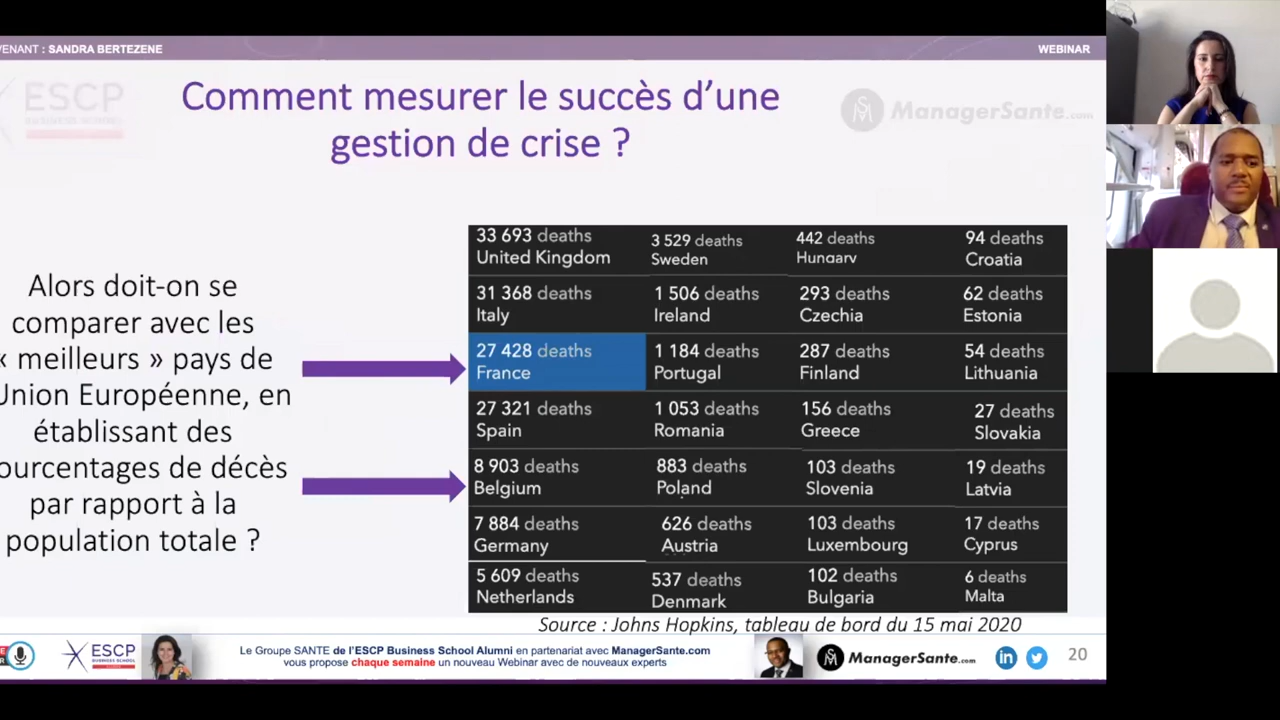 VENANT : SANDRA BERTEZENE
WEBINAR
ESCP
BUSINESS SCHOOL
SM
ManagerSante.com
Comment mesurer le succès d’une
gestion de crise ?
Alors doit-on se
comparer avec les
« meilleurs » pays de
Union Européenne, en
établissant des
ourcentages de décès
par rapport à la
population totale ?
33 693 deaths
United Kingdom
3 529 deaths
Sweden
442 deaths
Hungary
94 deaths
Croatia
31 368 deaths
Italy
1 506 deaths
Ireland
293 deaths
Czechia
62 deaths
Estonia
27 428 deaths
France
1 184 deaths
Portugal
287 deaths
Finland
54 deaths
Lithuania
27 321 deaths
Spain
1 053 deaths
Romania
156 deaths
Greece
27 deaths
Slovakia
8 903 deaths
Belgium
883 deaths
Poland
103 deaths
Slovenia
19 deaths
Latvia
7 884 deaths
Germany
626 deaths
Austria
103 deaths
Luxembourg
17 deaths
Cyprus
5 609 deaths
Netherlands
537 deaths
Denmark
102 deaths
Bulgaria
6 deaths
Malta
Source : Johns Hopkins, tableau de bord du 15 mai 2020
ESCP
BUSINESS SCHOOL
Le Groupe SANTE de l’ESCP Business School Alumni en partenariat avec ManagerSante.com
vous propose chaque semaine un nouveau Webinar avec de nouveaux experts
SM
ManagerSante.com
in
20